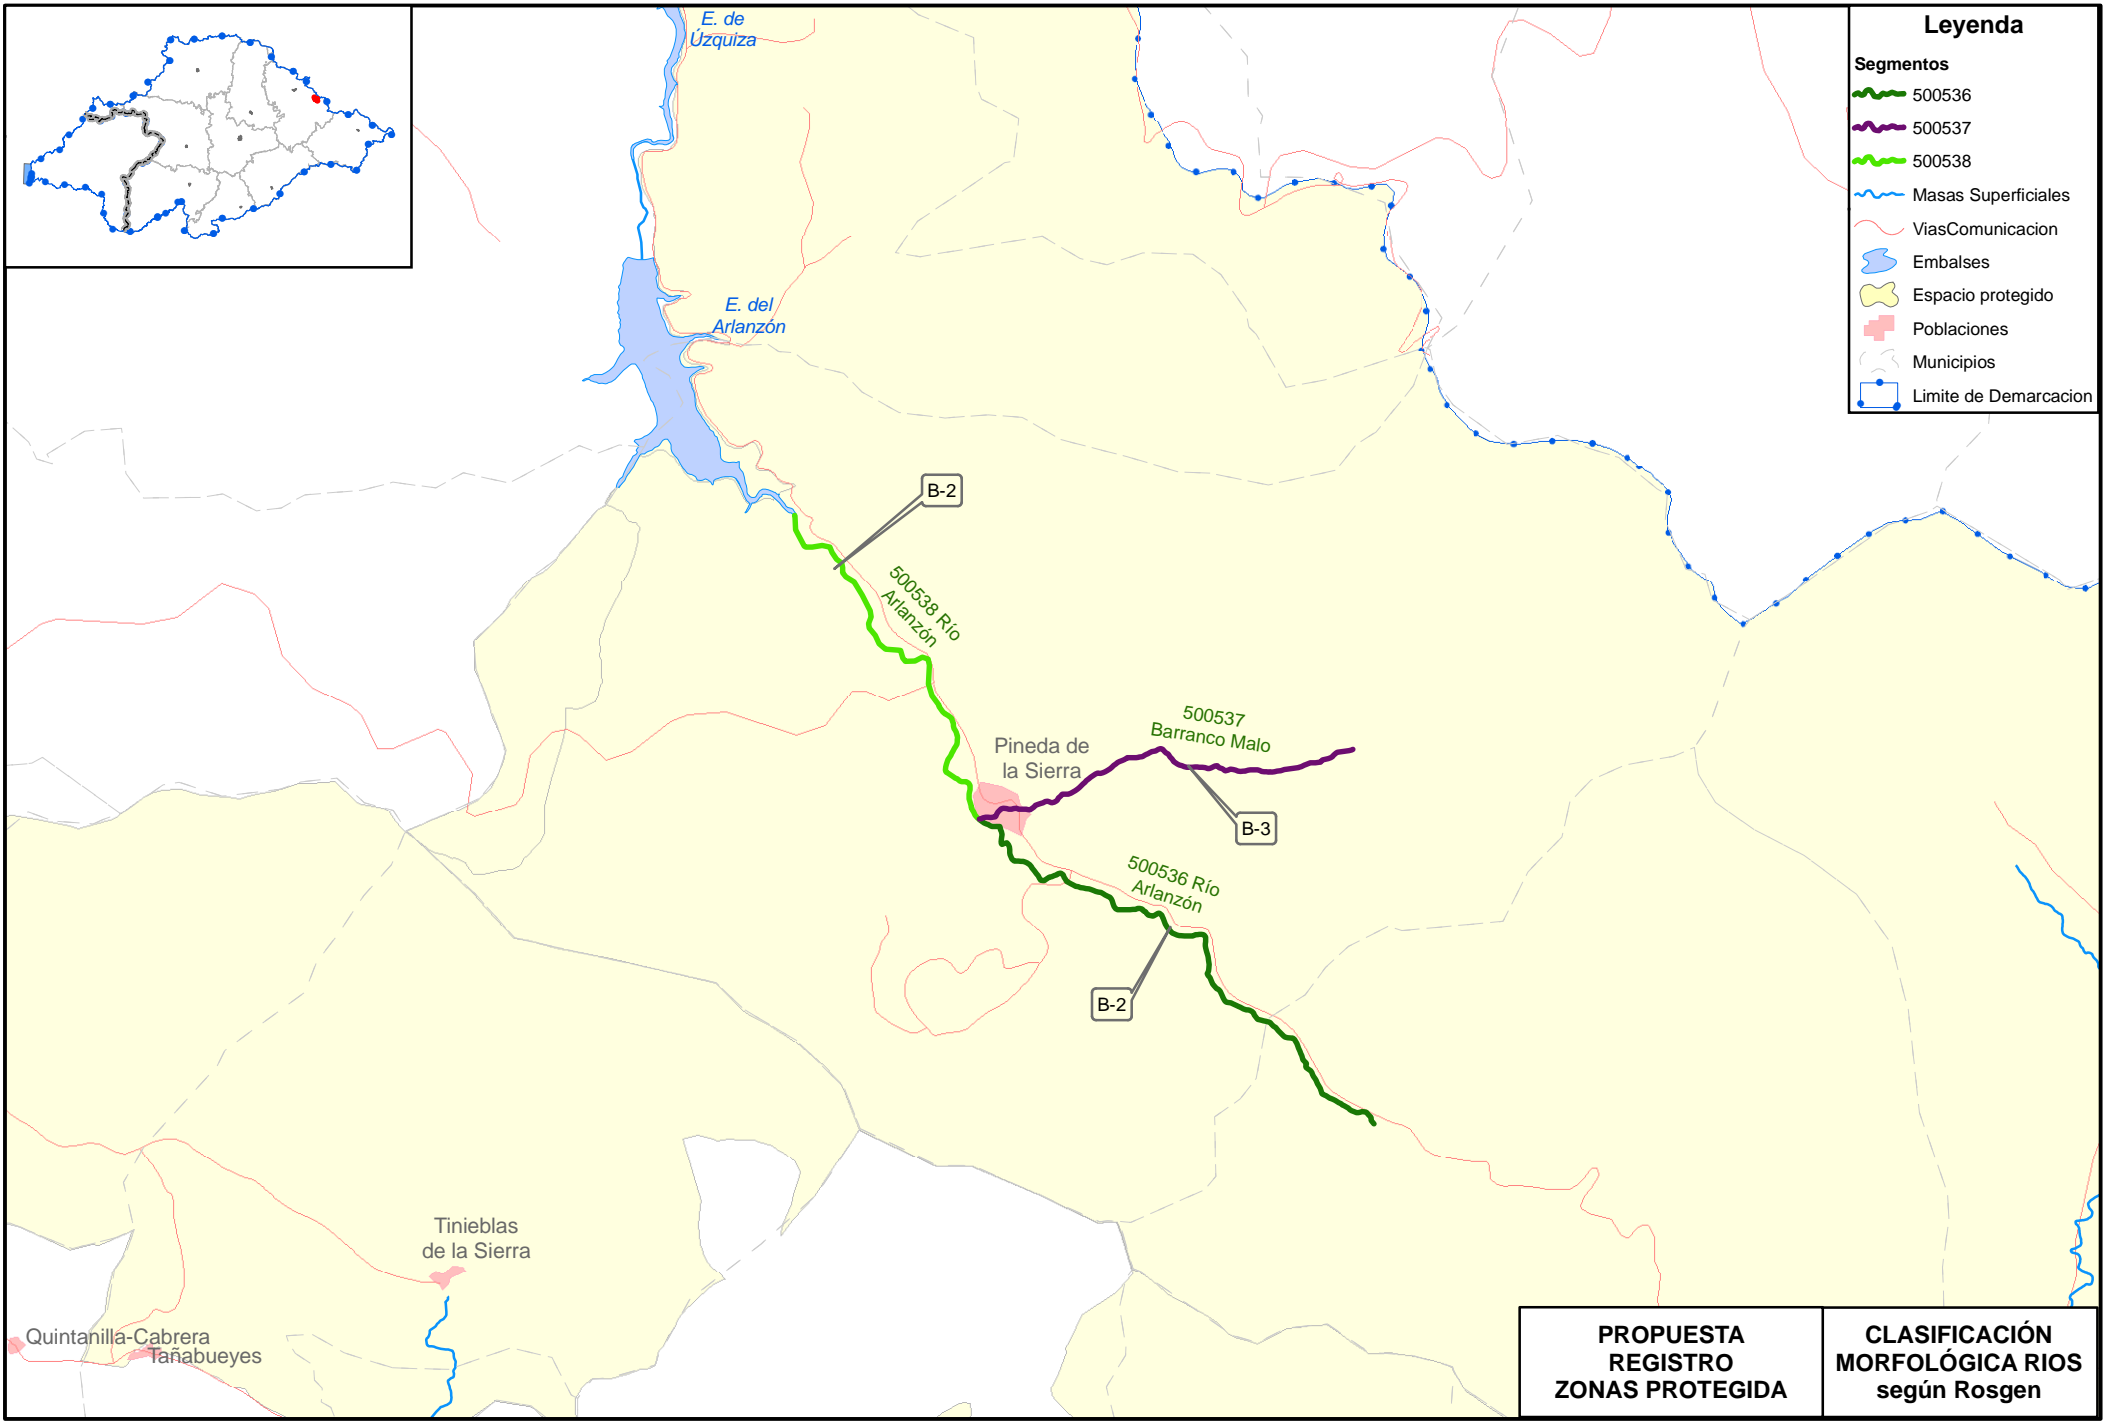 E. de
Úzquiza
E. del
Arlanzón
Leyenda
Segmentos
500536
500537
500538
Masas Superficiales
ViasComunicacion
Embalses
Espacio protegido
Poblaciones
Municipios
Limite de Demarcacion
B-2
500538 Río
Arlanzón
500537
Barranco Malo
Pineda de
la Sierra
B-3
500536 Río
Arlanzón
B-2
Tinieblas
de la Sierra
Quintanilla-Cabrera
Tañabueyes
PROPUESTA
REGISTRO
ZONAS PROTEGIDA
CLASIFICACIÓN
MORFOLÓGICA RIOS
según Rosgen